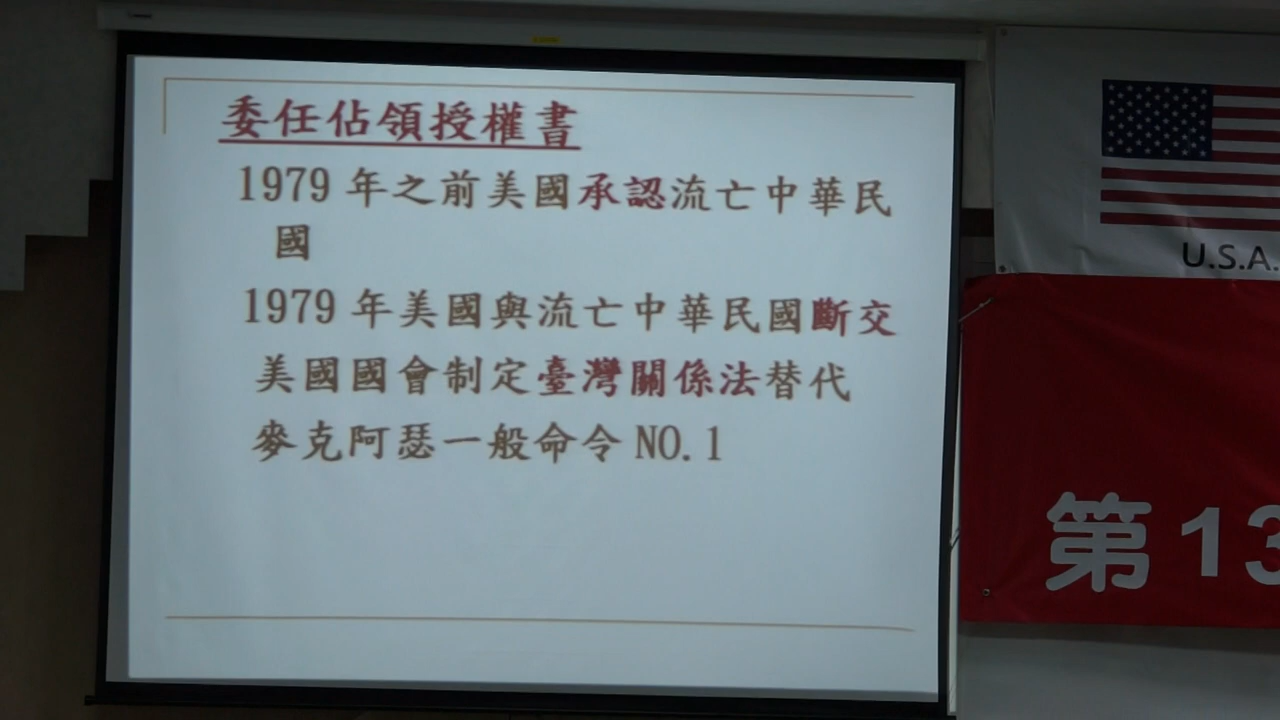 委任佔領授權書
1979 年之前美國承認流亡中華民
國
1979 年美國與流亡中華民國斷交
美國國會制定臺灣關係法替代
麥克阿瑟一般命令 NO.1
U.S.A.
第 13